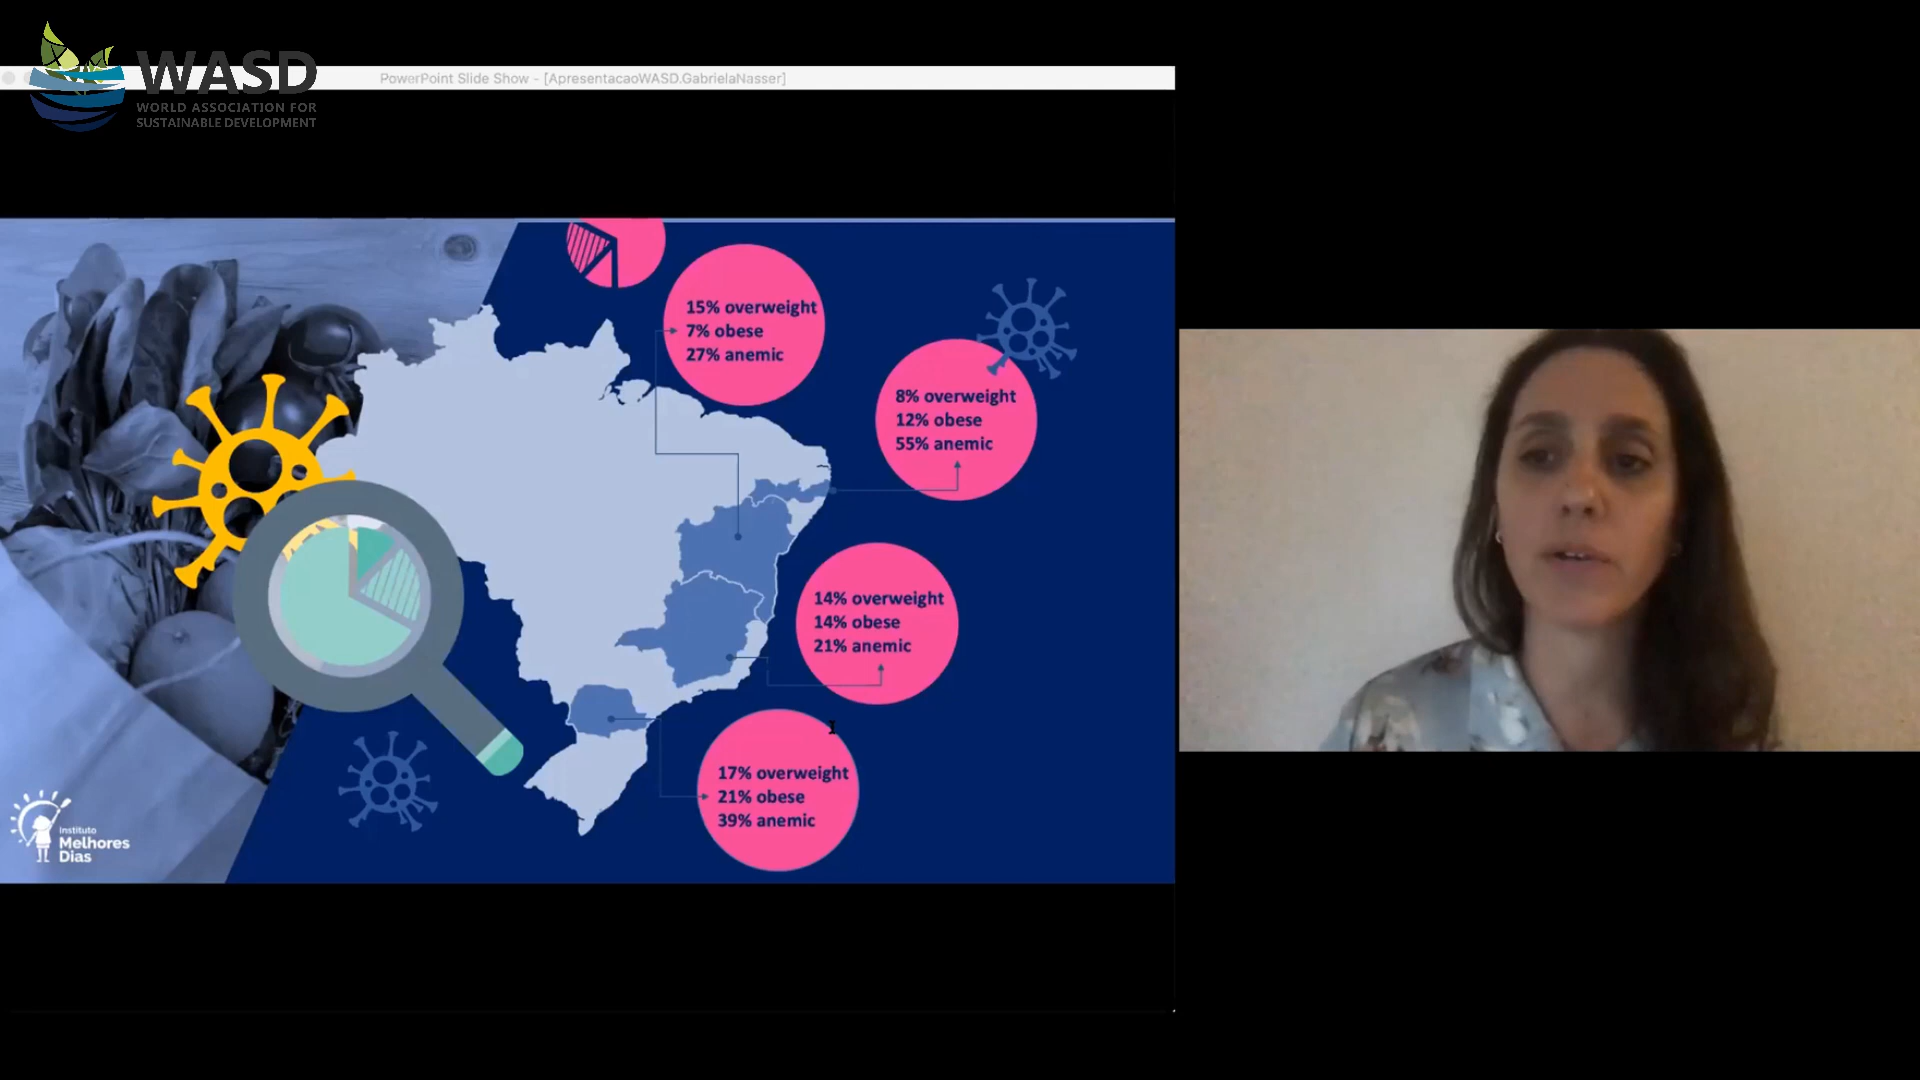 WASD
WORLD ASSOCIATION FOR
SUSTAINABLE DEVELOPMENT
PowerPoint Slide Show - [ApresentacaoWASD.GabrielaNasser]
15% overweight
7% obese
27% anemic
8% overweight
12% obese
55% anemic
14% overweight
14% obese
21% anemic
17% overweight
21% obese
39% anemic
Instituto
Melhores
Dias